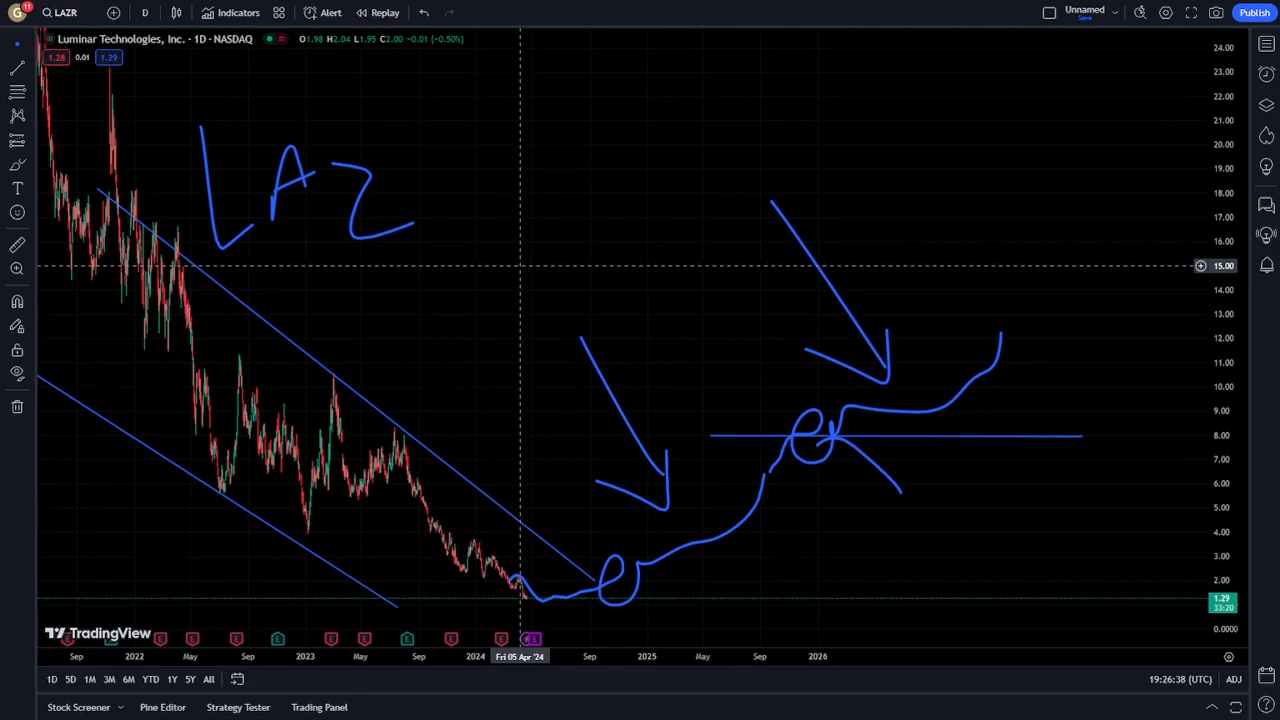 G 11 LAZR D Indicators Alert Replay Unnamed Save Publish
Luminar Technologies, Inc. · 1D · NASDAQ O1.98 H2.04 L1.95 C2.00 −0.01 (−0.50%)
1.28 0.01 1.29
LAZ
24.00
23.00
22.00
21.00
20.00
19.00
18.00
17.00
16.00
15.00
14.00
13.00
12.00
11.00
10.00
9.00
8.00
7.00
6.00
5.00
4.00
3.00
2.00
1.29
33:20
0.0000
TradingView
E E E E E E E E E E E
Sep 2022 May Sep 2023 May Sep 2024 Fri 05 Apr '24 Sep 2025 May Sep 2026
1D 5D 1M 3M 6M YTD 1Y 5Y All 19:26:38 (UTC) ADJ
Stock Screener Pine Editor Strategy Tester Trading Panel